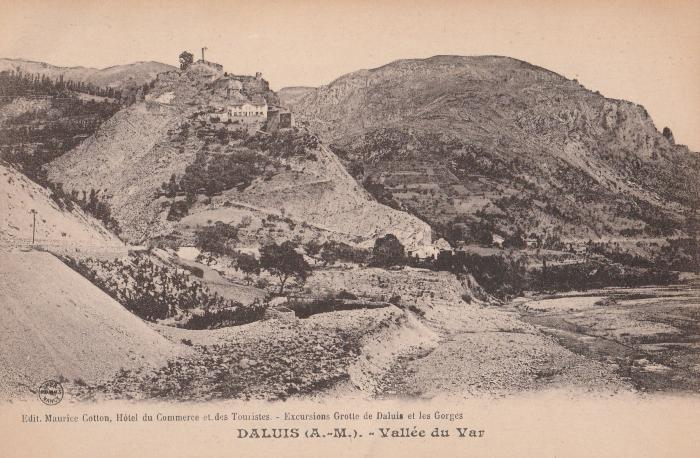 Edit. Maurice Cotton, Hôtel du Commerce et des Touristes. - Excursions Grotte de Daluis et les Gorges
DALUIS (A.-M.). - Vallée du Var